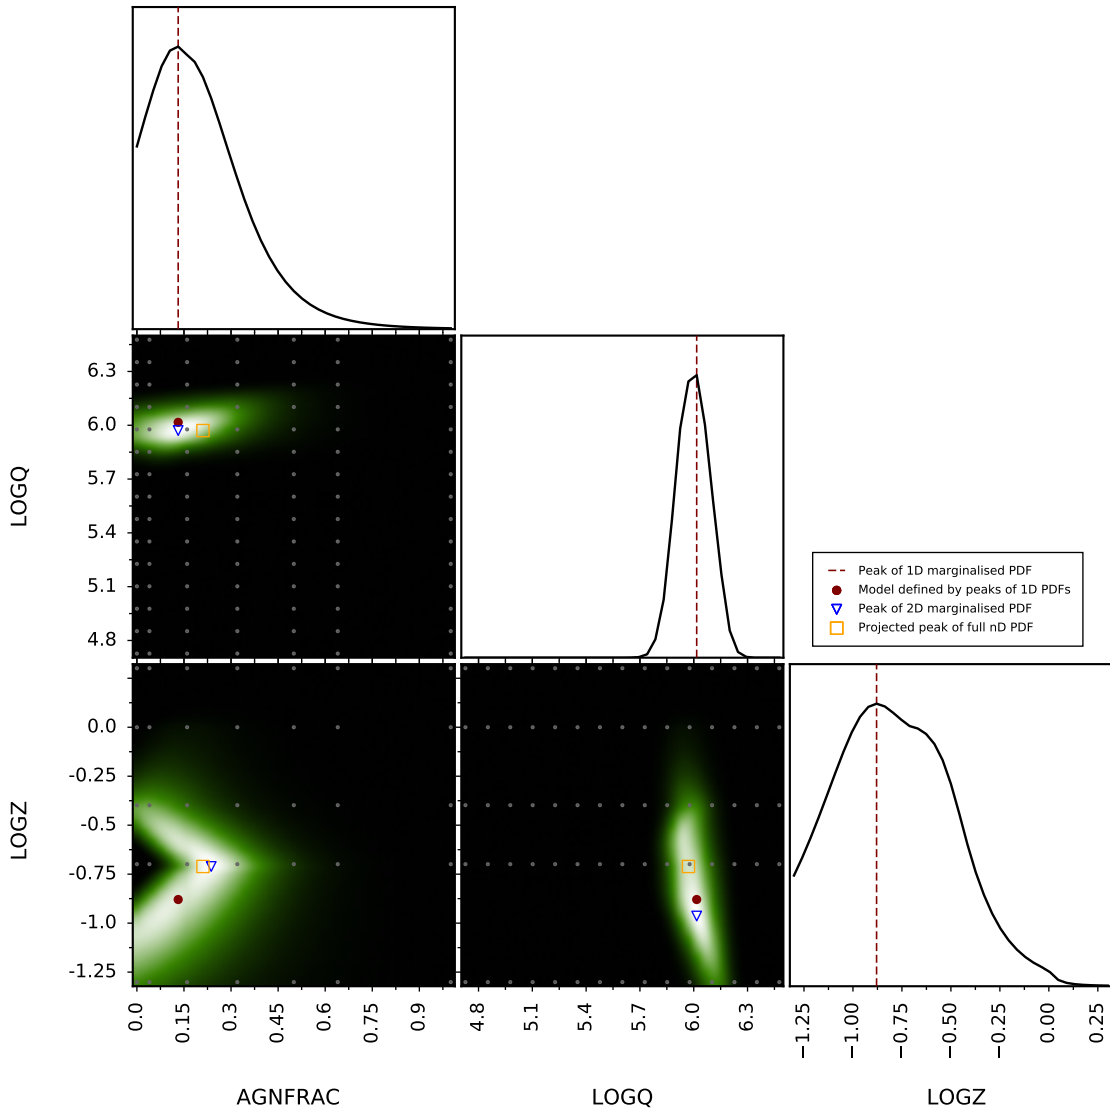 6.3
6.0
5.7
5.4
5.1
4.8
LOGQ
Peak of 1D marginalised PDF
Model defined by peaks of 1D PDFs
Peak of 2D marginalised PDF
Projected peak of full nD PDF
0.0
-0.25
-0.5
-0.75
-1.0
-1.25
LOGZ
0.0 0.15 0.3 0.45 0.6 0.75 0.9
4.8 5.1 5.4 5.7 6.0 6.3
−1.25 −1.00 −0.75 −0.50 −0.25 0.00 0.25
AGNFRAC LOGQ LOGZ